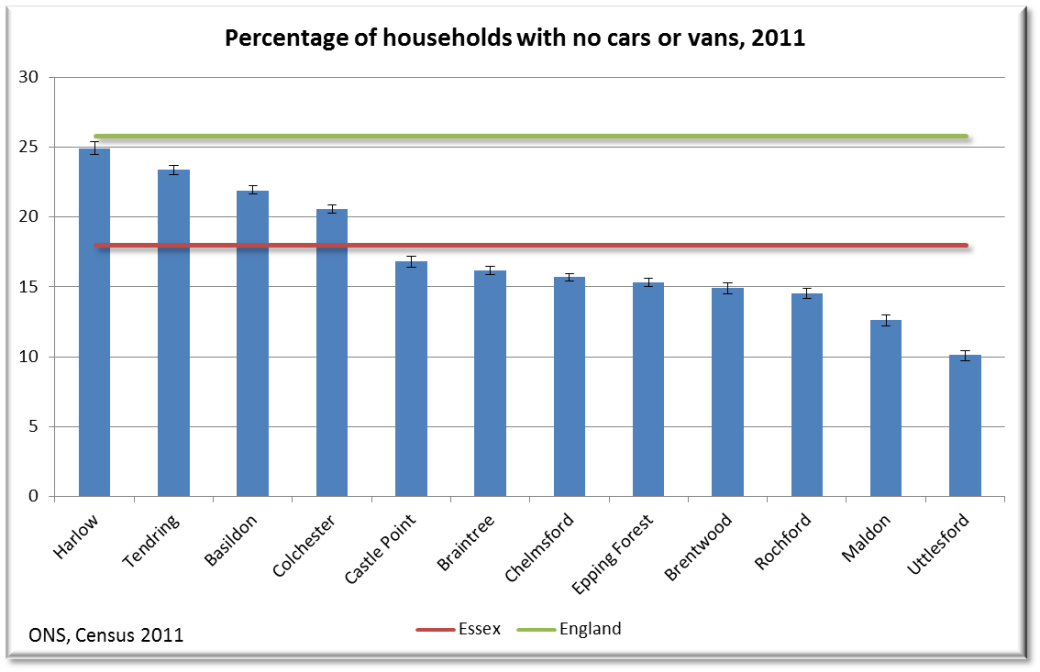 Percentage of households with no cars or vans, 2011
30
25
20
15
10
5
0
Harlow
Tendring
Basildon
Colchester
Castle Point
Braintree
Chelmsford
Epping Forest
Brentwood
Rochford
Maldon
Uttlesford
ONS, Census 2011
Essex
England